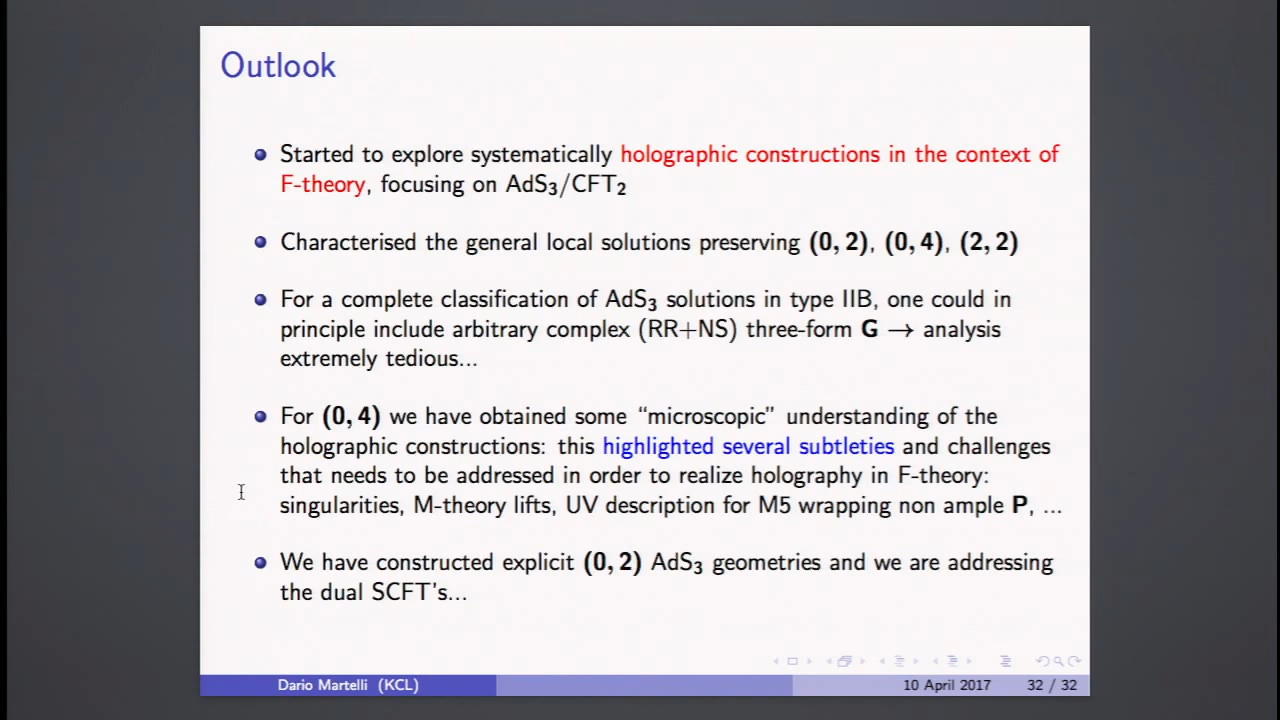 Outlook
Started to explore systematically holographic constructions in the context of
F-theory, focusing on AdS₃/CFT₂
Characterised the general local solutions preserving (0, 2), (0, 4), (2, 2)
For a complete classification of AdS₃ solutions in type IIB, one could in
principle include arbitrary complex (RR+NS) three-form G → analysis
extremely tedious...
For (0, 4) we have obtained some “microscopic” understanding of the
holographic constructions: this highlighted several subtleties and challenges
that needs to be addressed in order to realize holography in F-theory:
singularities, M-theory lifts, UV description for M5 wrapping non ample P, ...
We have constructed explicit (0, 2) AdS₃ geometries and we are addressing
the dual SCFT's...
Dario Martelli (KCL) 10 April 2017 32 / 32